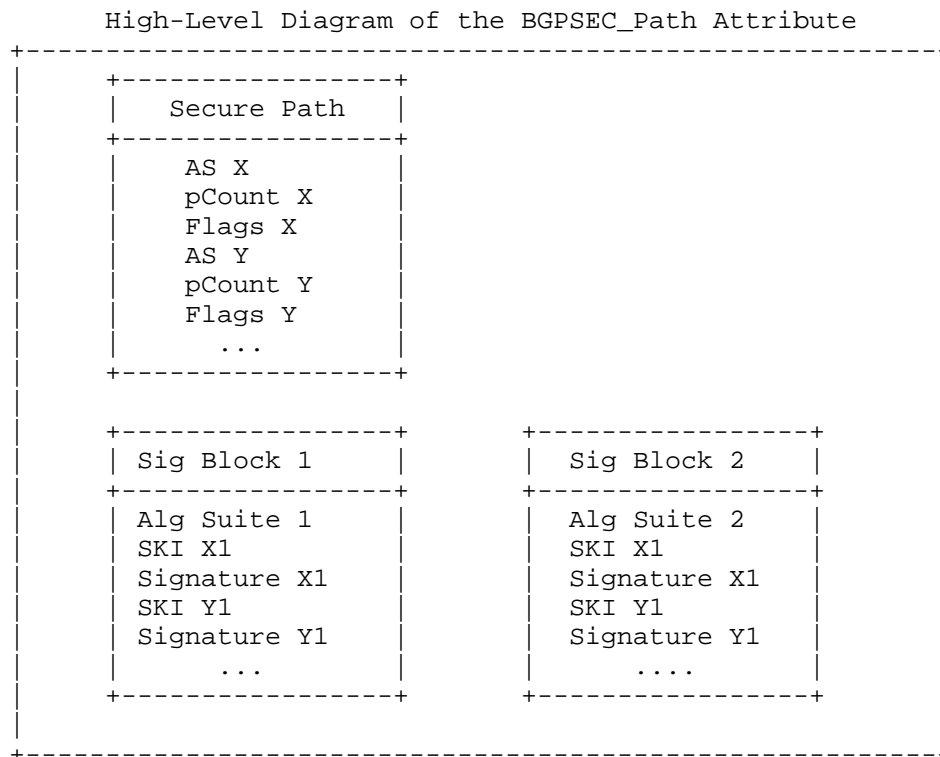 High-Level Diagram of the BGPSEC_Path Attribute
Secure Path
AS X
pCount X
Flags X
AS Y
pCount Y
Flags Y
...
Sig Block 1
Alg Suite 1
SKI X1
Signature X1
SKI Y1
Signature Y1
...
Sig Block 2
Alg Suite 2
SKI X1
Signature X1
SKI Y1
Signature Y1
....